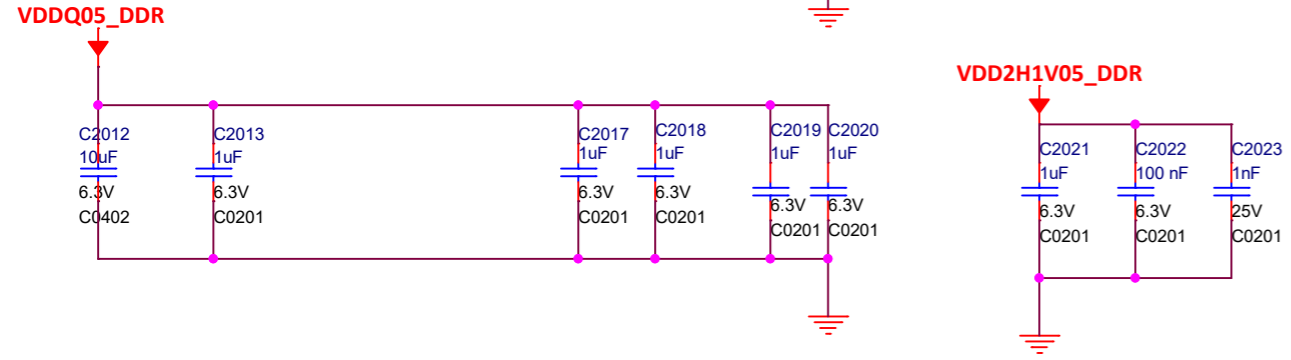 VDDQ05_DDR
C2012
10uF
6.3V
C0402
C2013
1uF
6.3V
C0201
C2017
1uF
6.3V
C0201
C2018
1uF
6.3V
C0201
C2019
1uF
6.3V
C0201
C2020
1uF
6.3V
C0201
VDD2H1V05_DDR
C2021
1uF
6.3V
C0201
C2022
100 nF
6.3V
C0201
C2023
1nF
25V
C0201